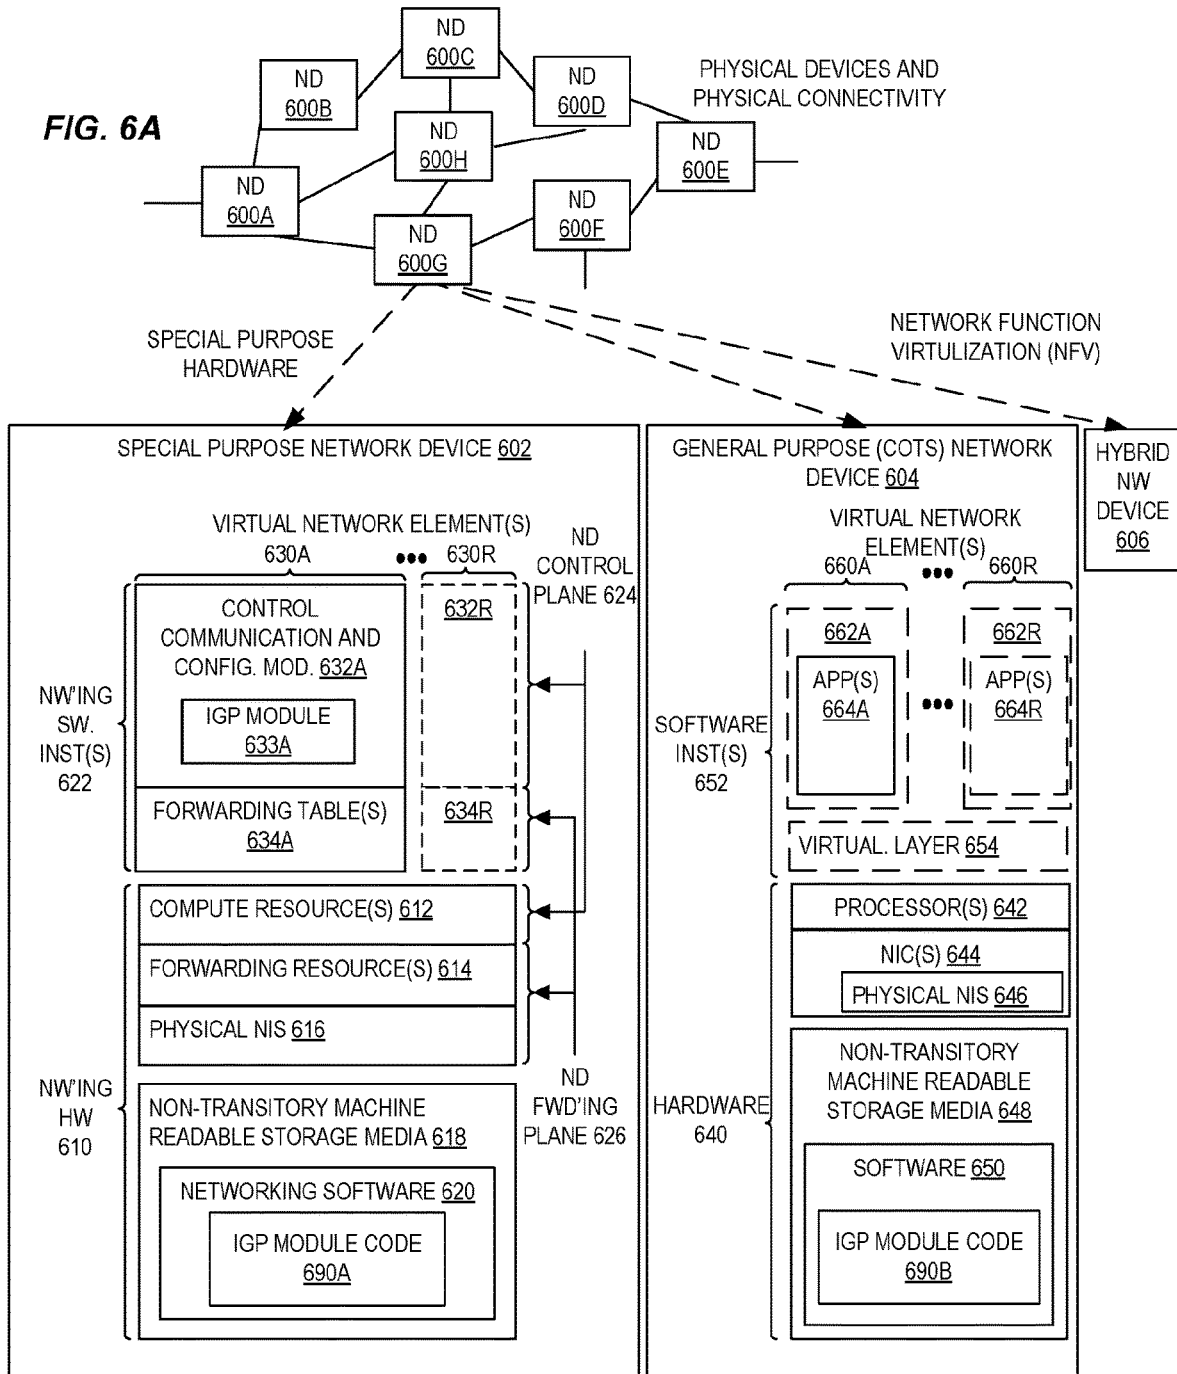 FIG. 6A
ND
600A
ND
600B
ND
600C
ND
600D
ND
600E
ND
600F
ND
600G
ND
600H
PHYSICAL DEVICES AND
PHYSICAL CONNECTIVITY
SPECIAL PURPOSE
HARDWARE
NETWORK FUNCTION
VIRTULIZATION (NFV)
SPECIAL PURPOSE NETWORK DEVICE 602
VIRTUAL NETWORK ELEMENT(S)
630A
630R
ND
CONTROL
PLANE 624
CONTROL
COMMUNICATION AND
CONFIG. MOD. 632A
632R
IGP MODULE
633A
NW'ING
SW.
INST(S)
622
FORWARDING TABLE(S)
634A
634R
COMPUTE RESOURCE(S) 612
FORWARDING RESOURCE(S) 614
PHYSICAL NIS 616
ND
FWD'ING
PLANE 626
NW'ING
HW
610
NON-TRANSITORY MACHINE
READABLE STORAGE MEDIA 618
NETWORKING SOFTWARE 620
IGP MODULE CODE
690A
GENERAL PURPOSE (COTS) NETWORK
DEVICE 604
VIRTUAL NETWORK
ELEMENT(S)
660A
660R
662A
662R
APP(S)
664A
APP(S)
664R
SOFTWARE
INST(S)
652
VIRTUAL. LAYER 654
PROCESSOR(S) 642
NIC(S) 644
PHYSICAL NIS 646
NON-TRANSITORY
MACHINE READABLE
STORAGE MEDIA 648
HARDWARE
640
SOFTWARE 650
IGP MODULE CODE
690B
HYBRID
NW
DEVICE
606